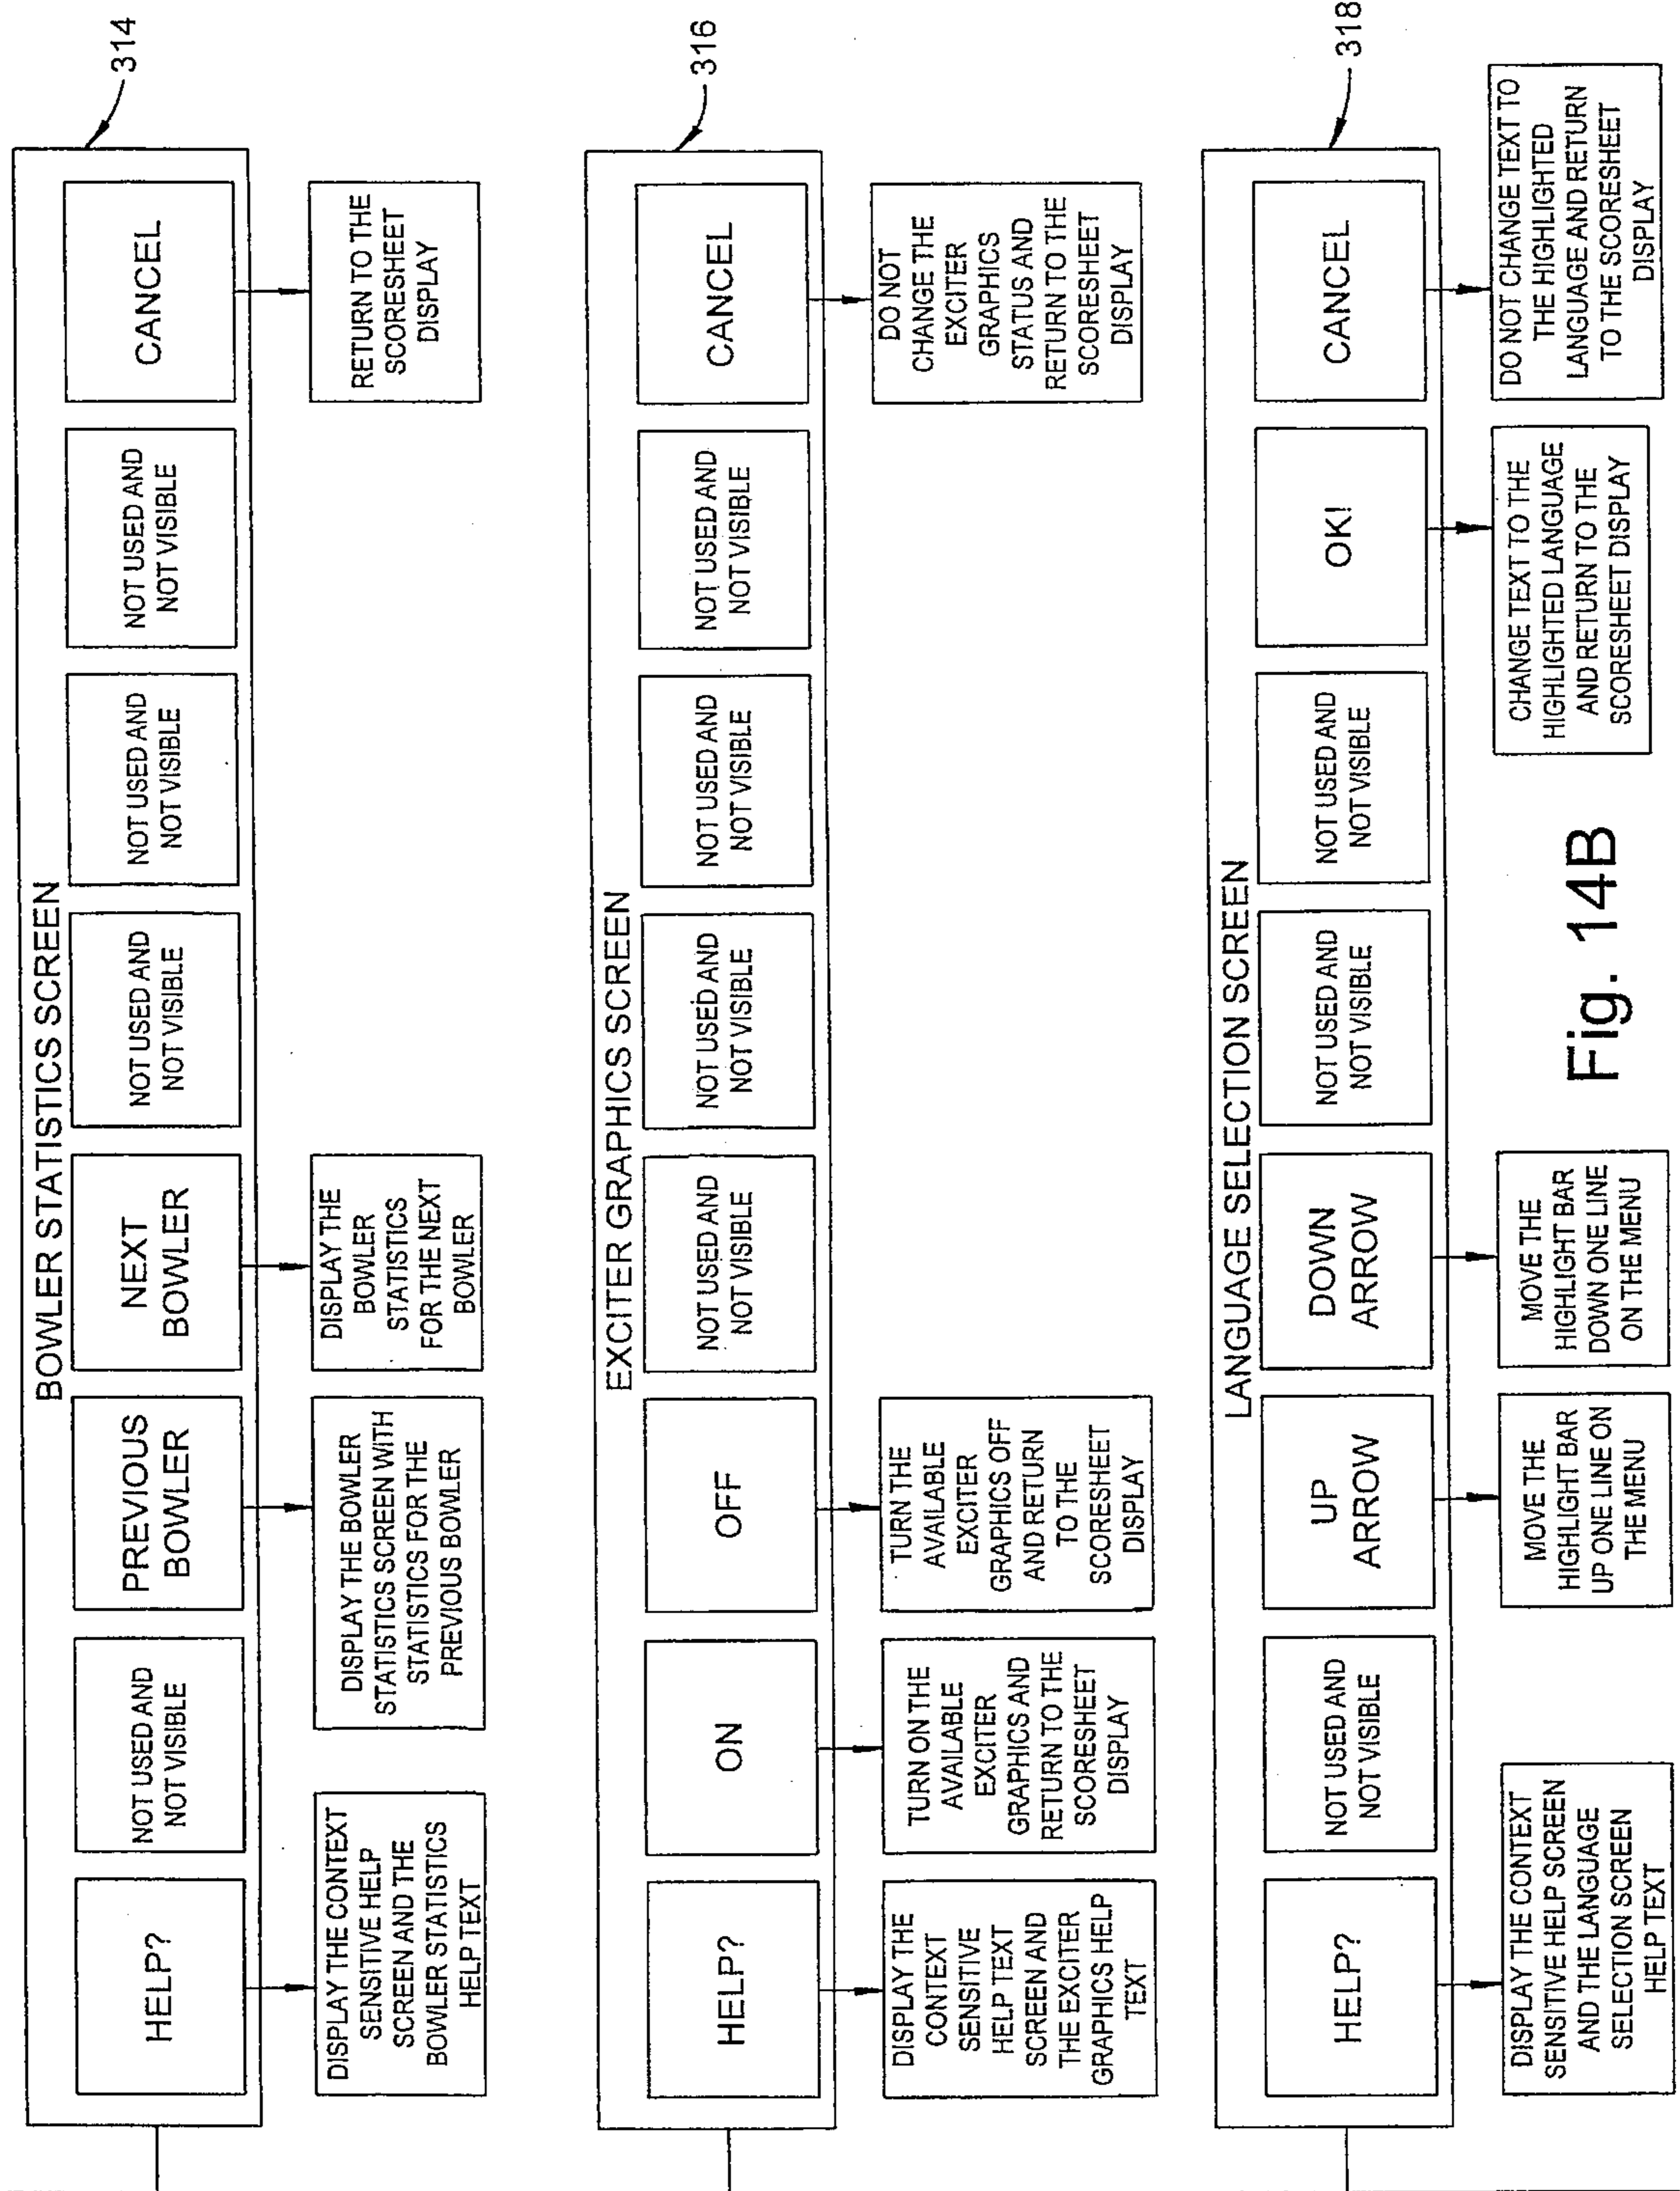 BOWLER STATISTICS SCREEN
314
HELP?
NOT USED AND
NOT VISIBLE
PREVIOUS
BOWLER
NEXT
BOWLER
NOT USED AND
NOT VISIBLE
NOT USED AND
NOT VISIBLE
NOT USED AND
NOT VISIBLE
CANCEL
DISPLAY THE CONTEXT
SENSITIVE HELP
SCREEN AND THE
BOWLER STATISTICS
HELP TEXT
DISPLAY THE BOWLER
STATISTICS SCREEN WITH
STATISTICS FOR THE
PREVIOUS BOWLER
DISPLAY THE
BOWLER
STATISTICS
FOR THE NEXT
BOWLER
RETURN TO THE
SCORESHEET
DISPLAY
EXCITER GRAPHICS SCREEN
316
HELP?
ON
OFF
NOT USED AND
NOT VISIBLE
NOT USED AND
NOT VISIBLE
NOT USED AND
NOT VISIBLE
NOT USED AND
NOT VISIBLE
CANCEL
DISPLAY THE
CONTEXT
SENSITIVE
HELP TEXT
SCREEN AND
THE EXCITER
GRAPHICS HELP
TEXT
TURN ON THE
AVAILABLE
EXCITER
GRAPHICS AND
RETURN TO THE
SCORESHEET
DISPLAY
TURN THE
AVAILABLE
EXCITER
GRAPHICS OFF
AND RETURN
TO THE
SCORESHEET
DISPLAY
DO NOT
CHANGE THE
EXCITER
GRAPHICS
STATUS AND
RETURN TO THE
SCORESHEET
DISPLAY
LANGUAGE SELECTION SCREEN
318
HELP?
NOT USED AND
NOT VISIBLE
UP
ARROW
DOWN
ARROW
NOT USED AND
NOT VISIBLE
NOT USED AND
NOT VISIBLE
OK!
CANCEL
DISPLAY THE CONTEXT
SENSITIVE HELP SCREEN
AND THE LANGUAGE
SELECTION SCREEN
HELP TEXT
MOVE THE
HIGHLIGHT BAR
UP ONE LINE ON
THE MENU
MOVE THE
HIGHLIGHT BAR
DOWN ONE LINE
ON THE MENU
CHANGE TEXT TO THE
HIGHLIGHTED LANGUAGE
AND RETURN TO THE
SCORESHEET DISPLAY
DO NOT CHANGE TEXT TO
THE HIGHLIGHTED
LANGUAGE AND RETURN
TO THE SCORESHEET
DISPLAY
Fig. 14B